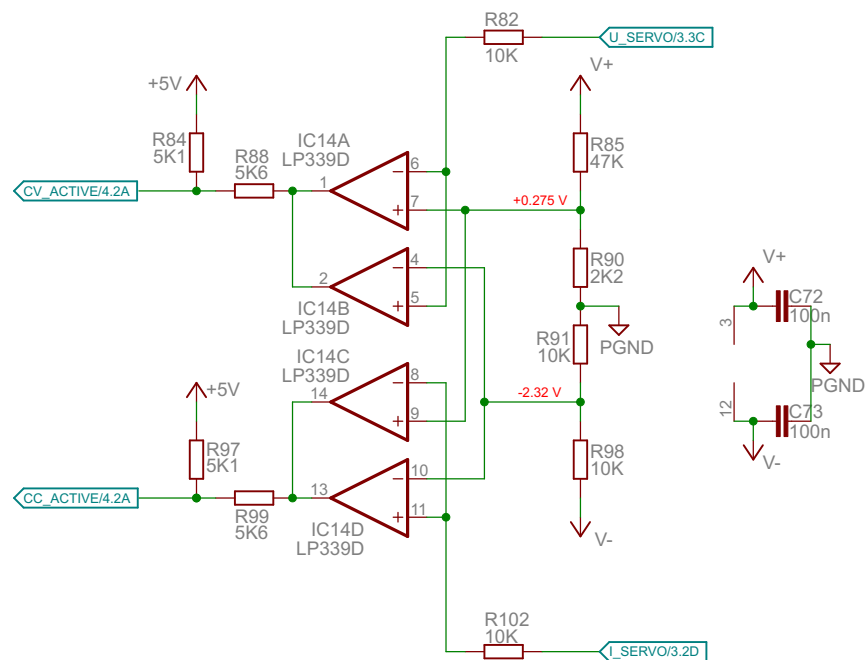 R82
10K
U_SERVO/3.3C
+5V
V+
R84
5K1
IC14A
LP339D
R85
47K
R88
5K6
6
1
7
CV_ACTIVE/4.2A
+0.275 V
4
2
5
IC14B
LP339D
R90
2K2
V+
C72
100n
3
PGND
R91
10K
IC14C
LP339D
8
14
9
+5V
-2.32 V
PGND
12
C73
100n
V-
R97
5K1
R98
10K
10
13
11
CC_ACTIVE/4.2A
R99
5K6
IC14D
LP339D
V-
R102
10K
I_SERVO/3.2D